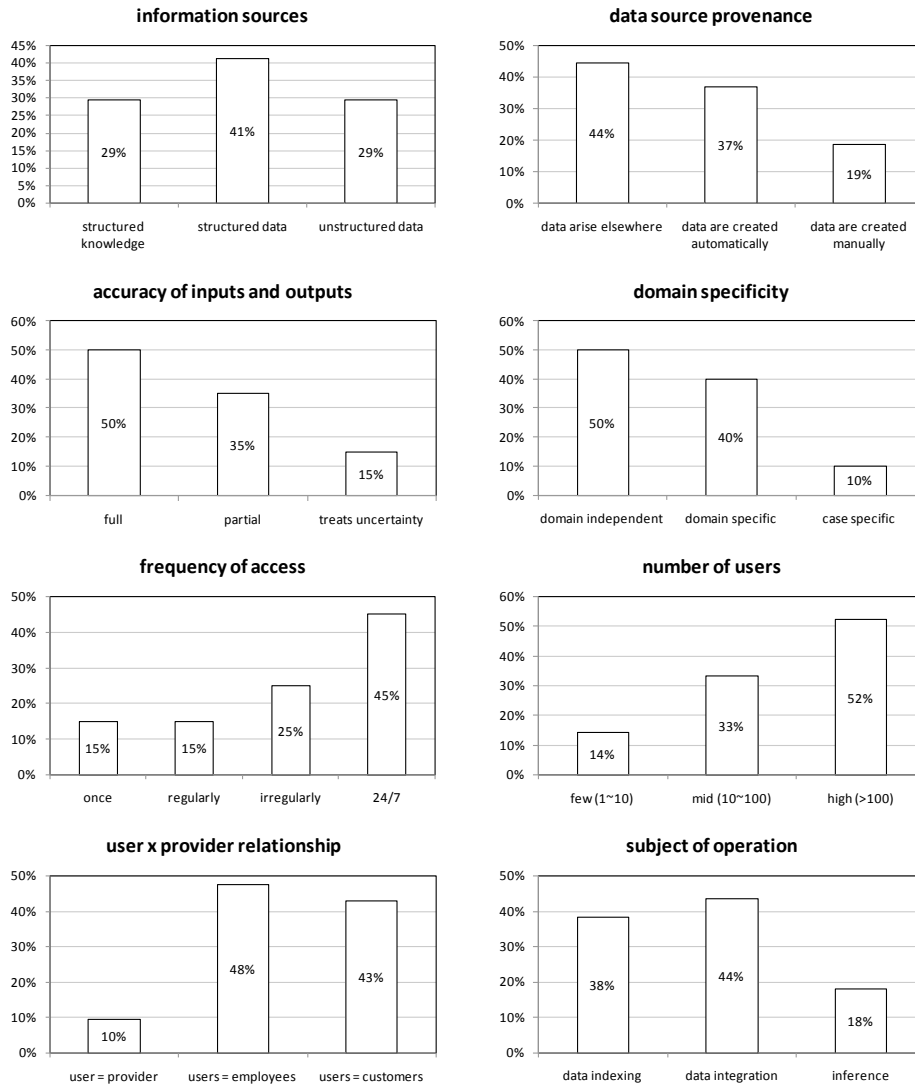 information sources
45%
40%
35%
30%
25%
20%
15%
10%
5%
0%
29%
41%
29%
structured knowledge
structured data
unstructured data
data source provenance
50%
40%
30%
20%
10%
0%
44%
37%
19%
data arise elsewhere
data are created automatically
data are created manually
accuracy of inputs and outputs
60%
50%
40%
30%
20%
10%
0%
50%
35%
15%
full
partial
treats uncertainty
domain specificity
60%
50%
40%
30%
20%
10%
0%
50%
40%
10%
domain independent
domain specific
case specific
frequency of access
50%
40%
30%
20%
10%
0%
15%
15%
25%
45%
once
regularly
irregularly
24/7
number of users
60%
50%
40%
30%
20%
10%
0%
14%
33%
52%
few (1~10)
mid (10~100)
high (>100)
user x provider relationship
50%
40%
30%
20%
10%
0%
10%
48%
43%
user = provider
users = employees
users = customers
subject of operation
50%
40%
30%
20%
10%
0%
38%
44%
18%
data indexing
data integration
inference